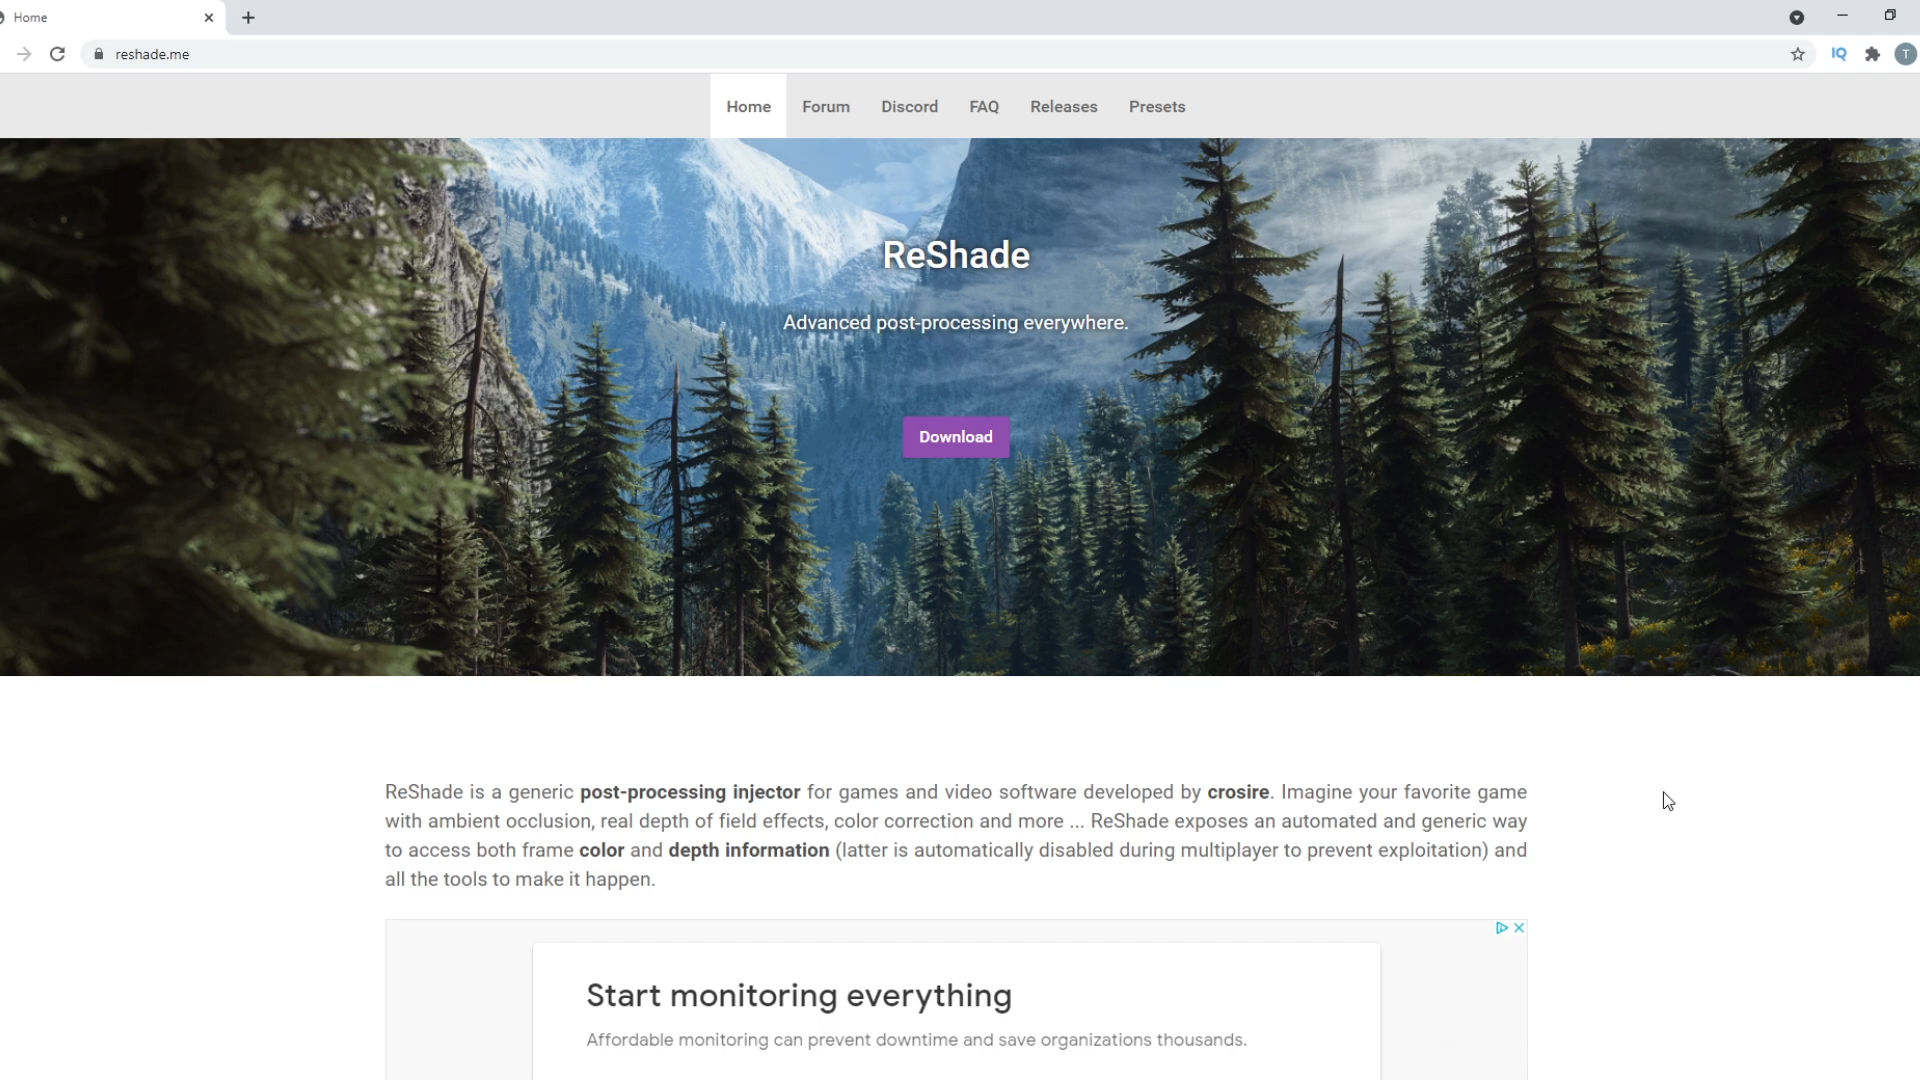 Home
reshade.me
IQ
T
Home Forum Discord FAQ Releases Presets
ReShade
Advanced post-processing everywhere.
Download
ReShade is a generic post-processing injector for games and video software developed by crosire. Imagine your favorite game
with ambient occlusion, real depth of field effects, color correction and more ... ReShade exposes an automated and generic way
to access both frame color and depth information (latter is automatically disabled during multiplayer to prevent exploitation) and
all the tools to make it happen.
Start monitoring everything
Affordable monitoring can prevent downtime and save organizations thousands.